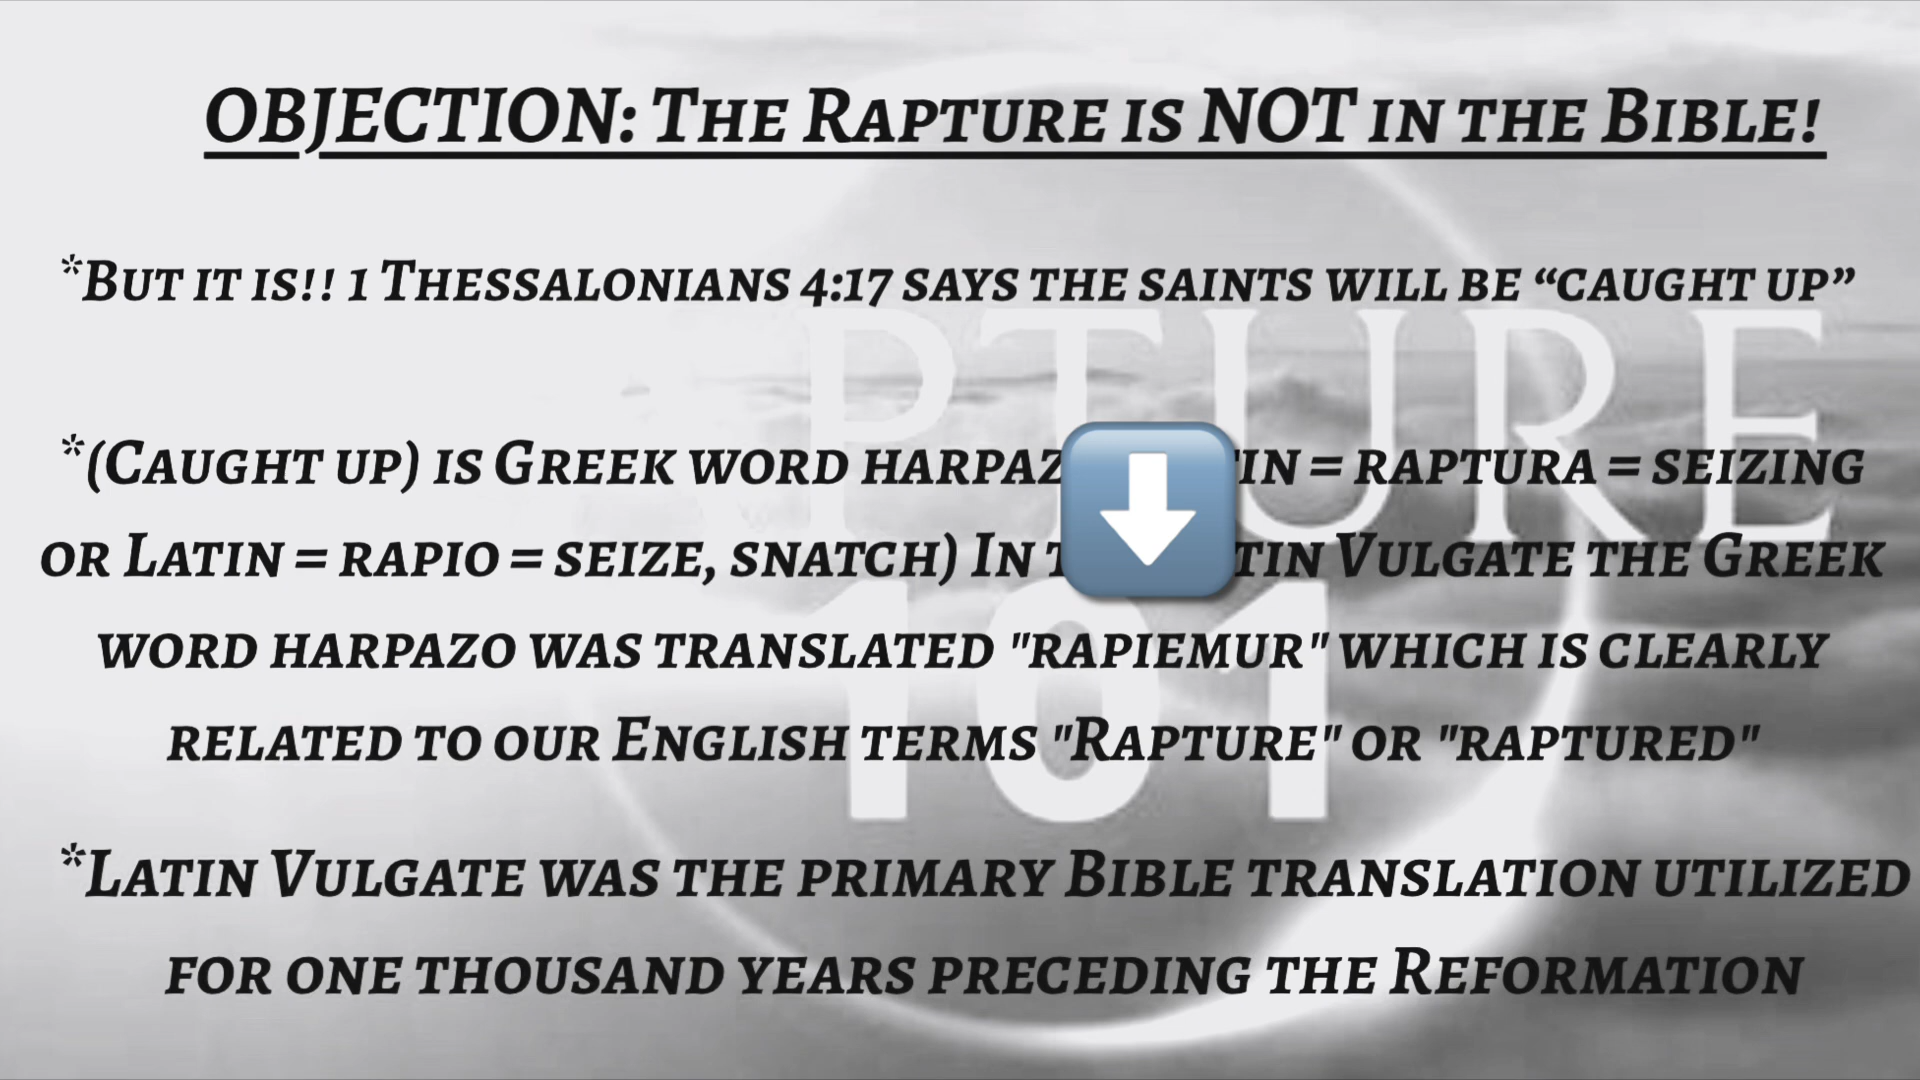 OBJECTION: The Rapture is NOT in the Bible!
*But it is!! 1 Thessalonians 4:17 says the saints will be “caught up”
*(Caught up) is Greek word = raptura = seizing
or Latin = rapio = seize, snatch) In Vulgate the Greek
word harpazo was translated "rapiemur" which is clearly
related to our English terms "Rapture" or "raptured"
*Latin Vulgate was the primary Bible translation utilized
for one thousand years preceding the Reformation
PTURE
101